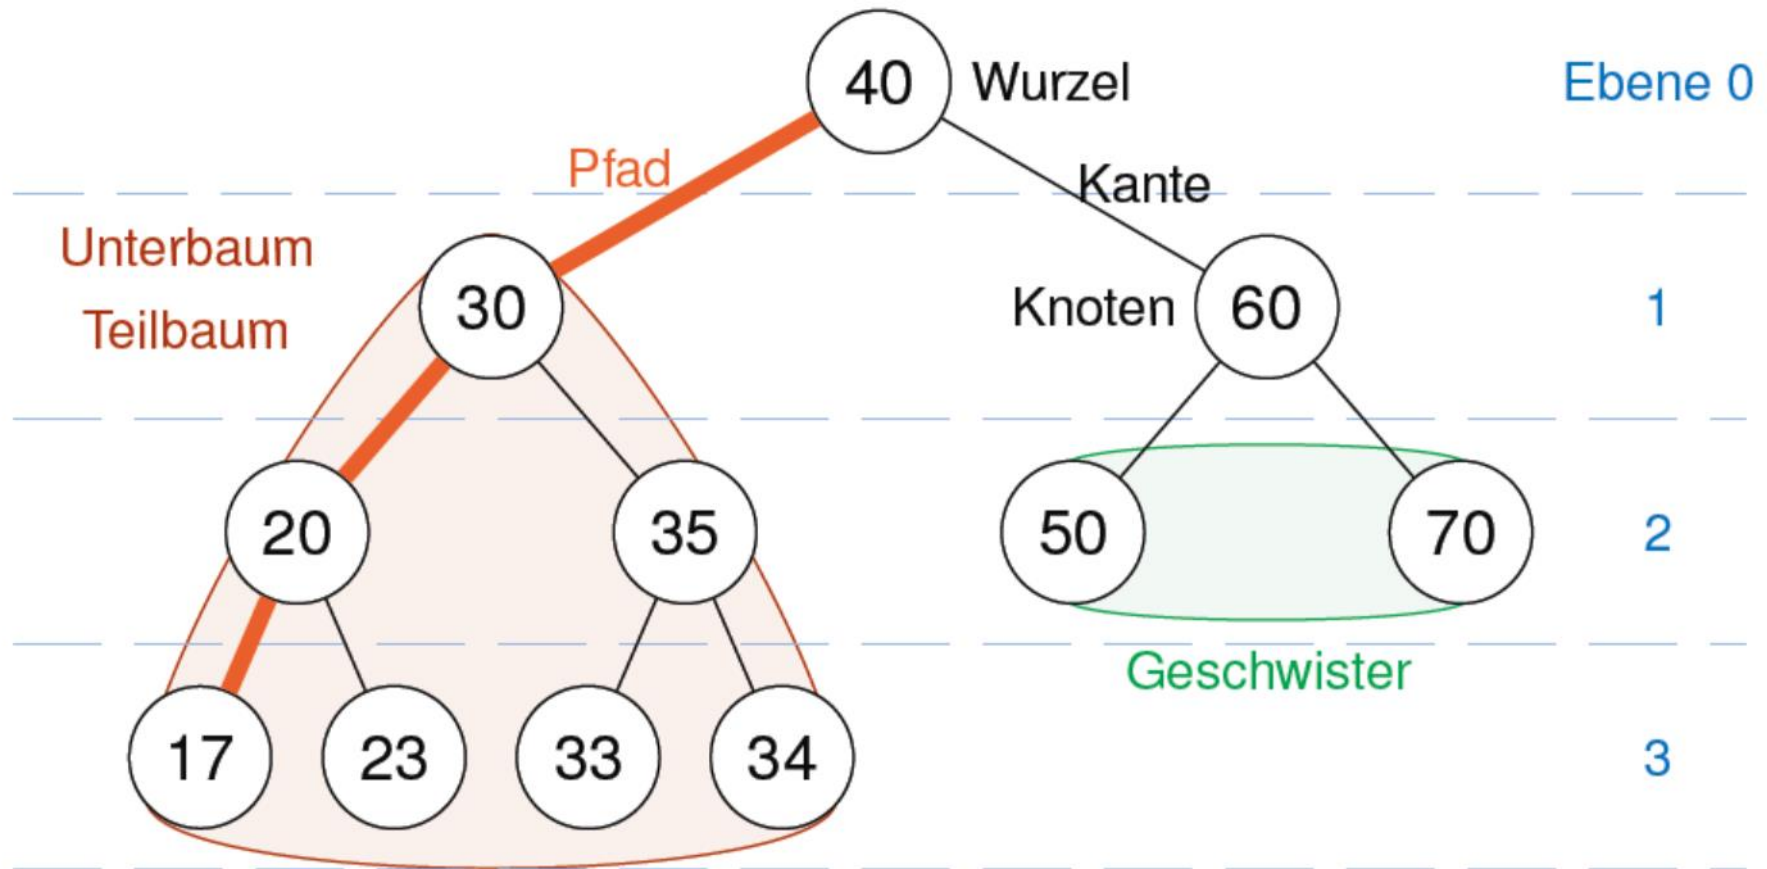 40 Wurzel Ebene 0
Pfad
Kante
Unterbaum
Teilbaum
30 Knoten 60 1
20 35 50 70 2
Geschwister
17 23 33 34 3